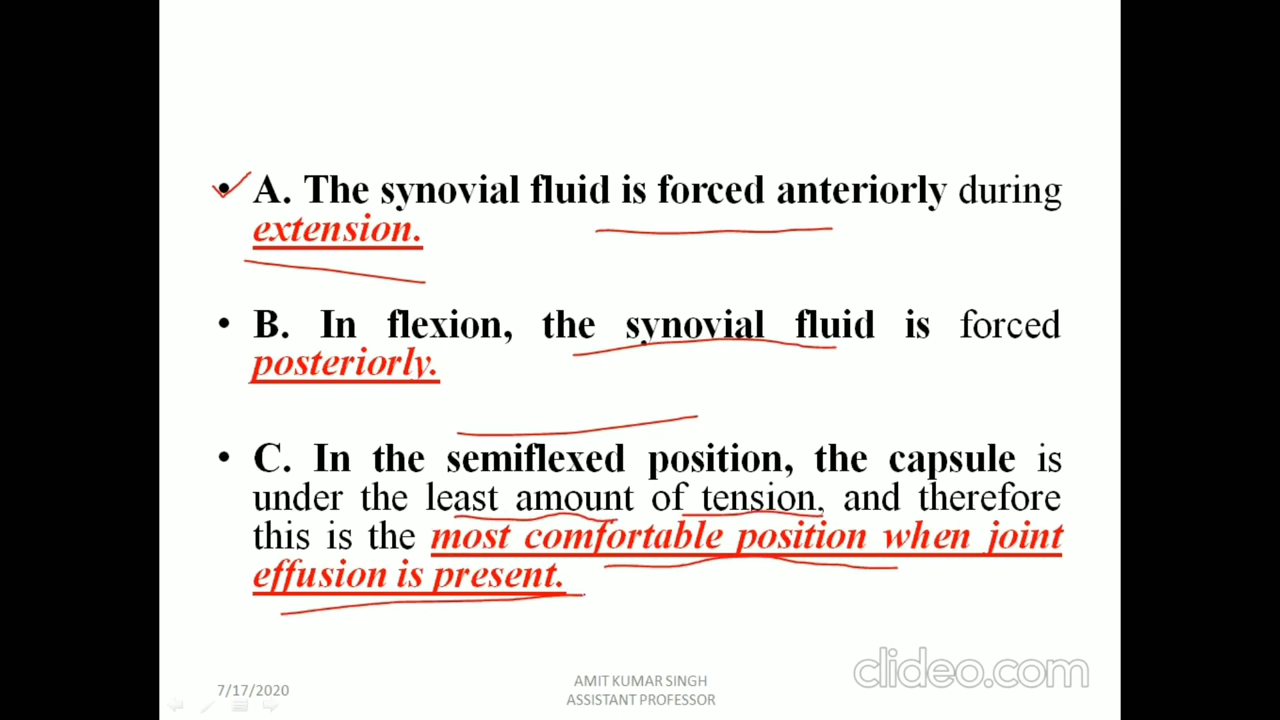 • A. The synovial fluid is forced anteriorly during
extension.
• B. In flexion, the synovial fluid is forced
posteriorly.
• C. In the semiflexed position, the capsule is
under the least amount of tension, and therefore
this is the most comfortable position when joint
effusion is present.
7/17/2020
AMIT KUMAR SINGH
ASSISTANT PROFESSOR
clideo.com